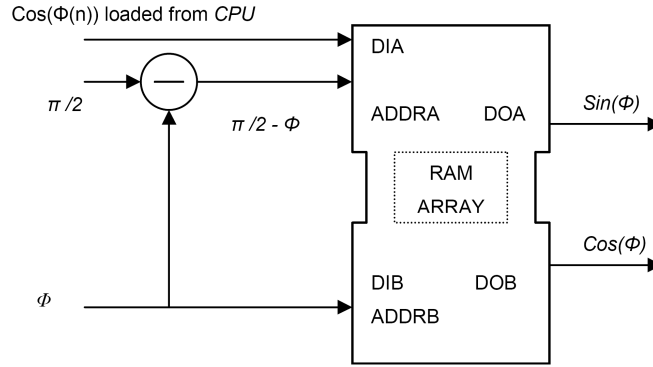 Cos(Φ(n)) loaded from CPU
DIA
π /2
π /2 - Φ
ADDRA
DOA
Sin(Φ)
RAM
ARRAY
Cos(Φ)
DIB
DOB
Φ
ADDRB